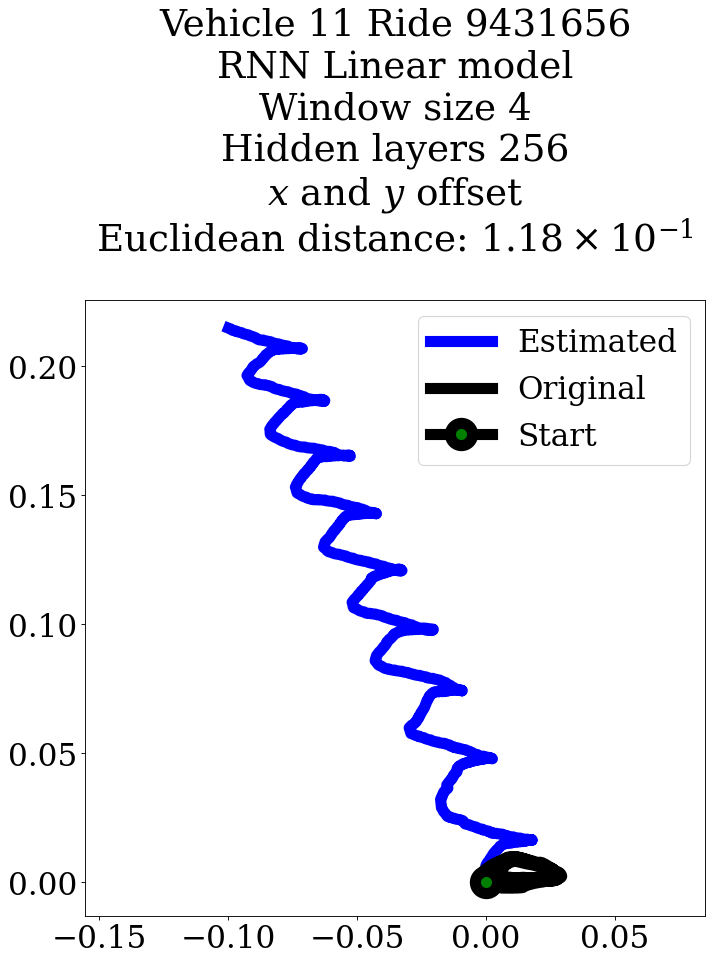 Vehicle 11 Ride 9431656
RNN Linear model
Window size 4
Hidden layers 256
x and y offset
Euclidean distance: 1.18 × 10⁻¹
Estimated
Original
Start
0.20
0.15
0.10
0.05
0.00
−0.15 −0.10 −0.05 0.00 0.05